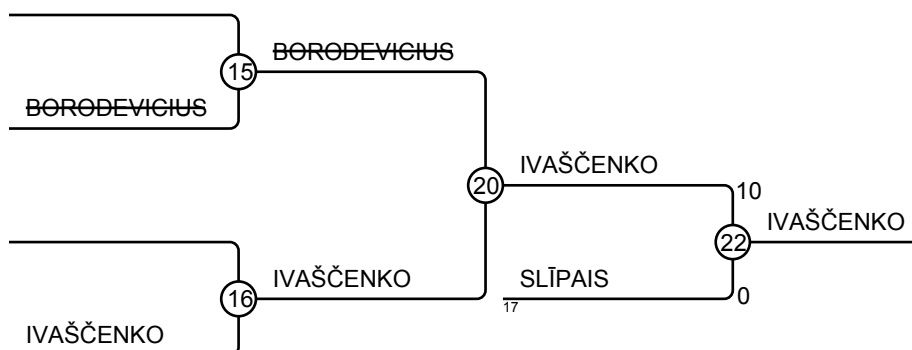 BORODEVICIUS
15
BORODEVICIUS
IVAŠČENKO
20
10
IVAŠČENKO
22
IVAŠČENKO
16
SLĪPAIS
17
0
IVAŠČENKO